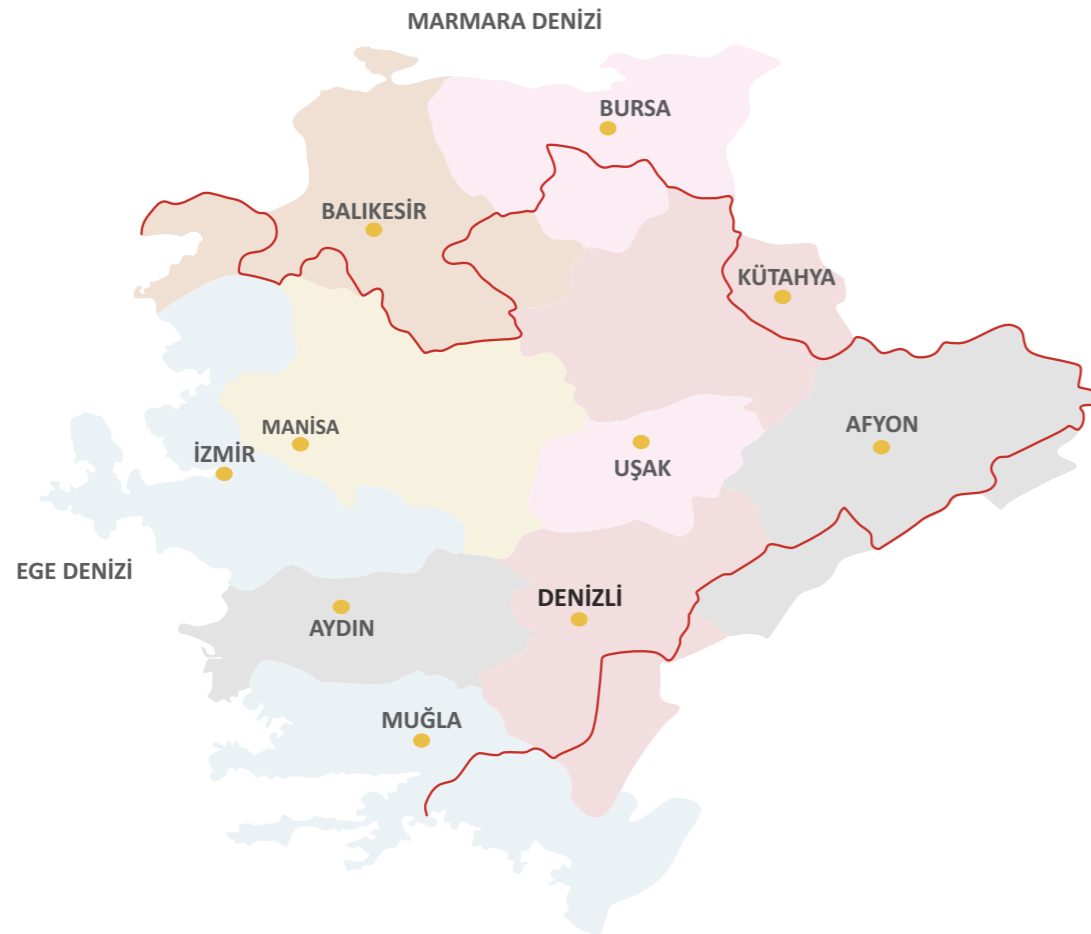 MARMARA DENİZİ
BURSA
BALIKESİR
KÜTAHYA
AFYON
MANİSA
İZMİR
UŞAK
EGE DENİZİ
DENİZLİ
AYDIN
MUĞLA